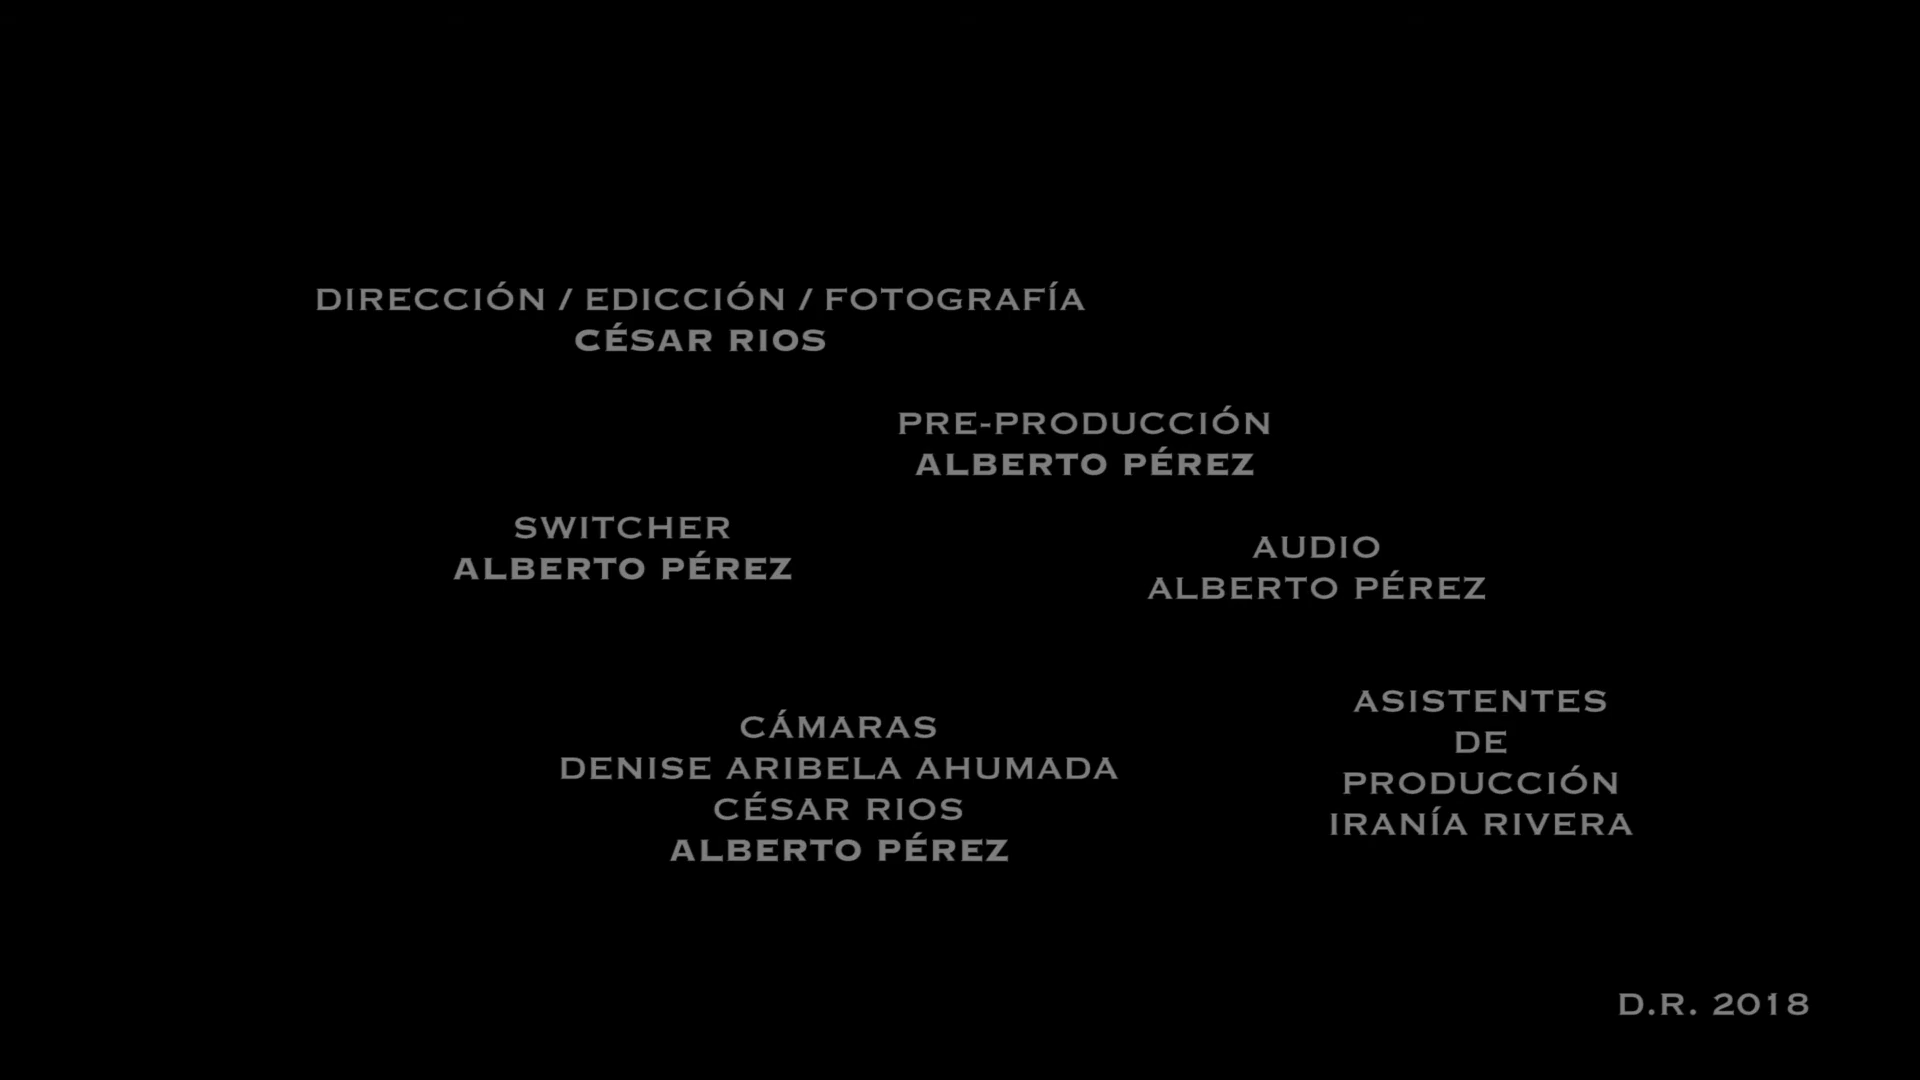 DIRECCIÓN / EDICCIÓN / FOTOGRAFÍA
CÉSAR RIOS
PRE-PRODUCCIÓN
ALBERTO PÉREZ
SWITCHER
ALBERTO PÉREZ
AUDIO
ALBERTO PÉREZ
CÁMARAS
DENISE ARIBELA AHUMADA
CÉSAR RIOS
ALBERTO PÉREZ
ASISTENTES
DE
PRODUCCIÓN
IRANÍA RIVERA
D.R. 2018